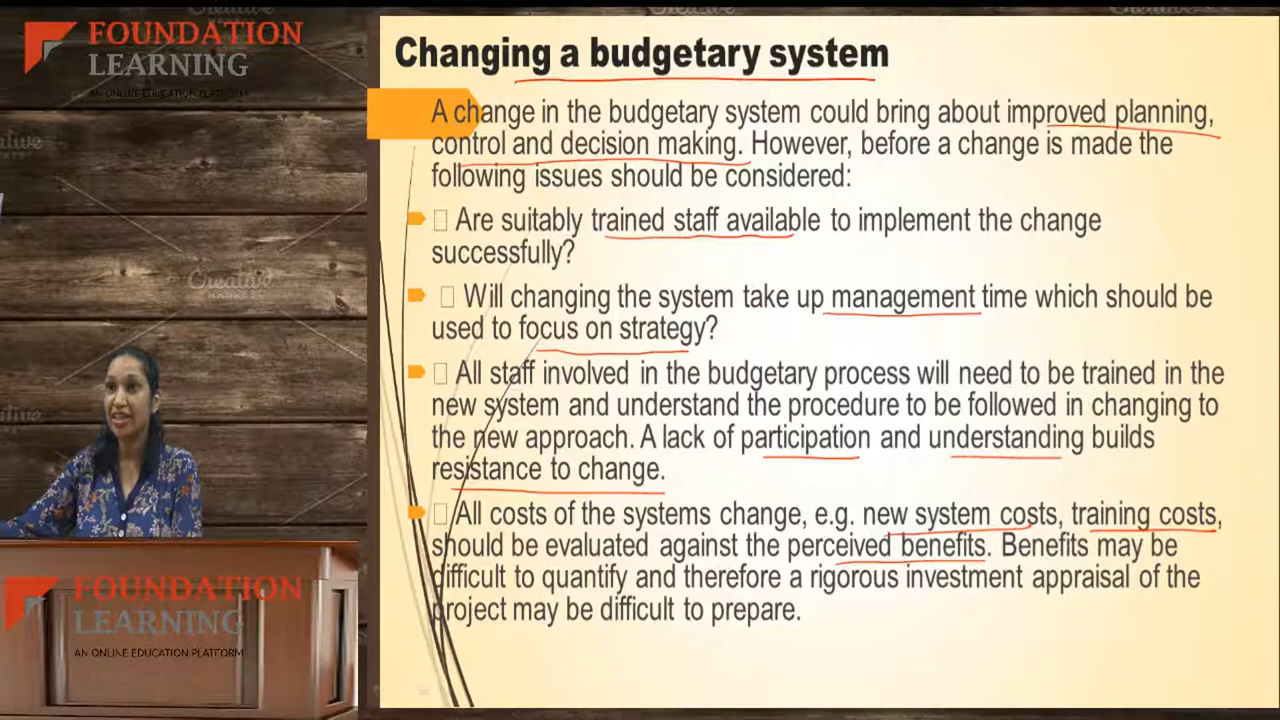 FOUNDATION
LEARNING
AN ONLINE EDUCATION PLATFORM
Creative
MARKET
Changing a budgetary system
A change in the budgetary system could bring about improved planning,
control and decision making. However, before a change is made the
following issues should be considered:
Are suitably trained staff available to implement the change
successfully?
Will changing the system take up management time which should be
used to focus on strategy?
All staff involved in the budgetary process will need to be trained in the
new system and understand the procedure to be followed in changing to
the new approach. A lack of participation and understanding builds
resistance to change.
All costs of the systems change, e.g. new system costs, training costs,
should be evaluated against the perceived benefits. Benefits may be
difficult to quantify and therefore a rigorous investment appraisal of the
project may be difficult to prepare.
FOUNDATION
LEARNING
AN ONLINE EDUCATION PLATFORM